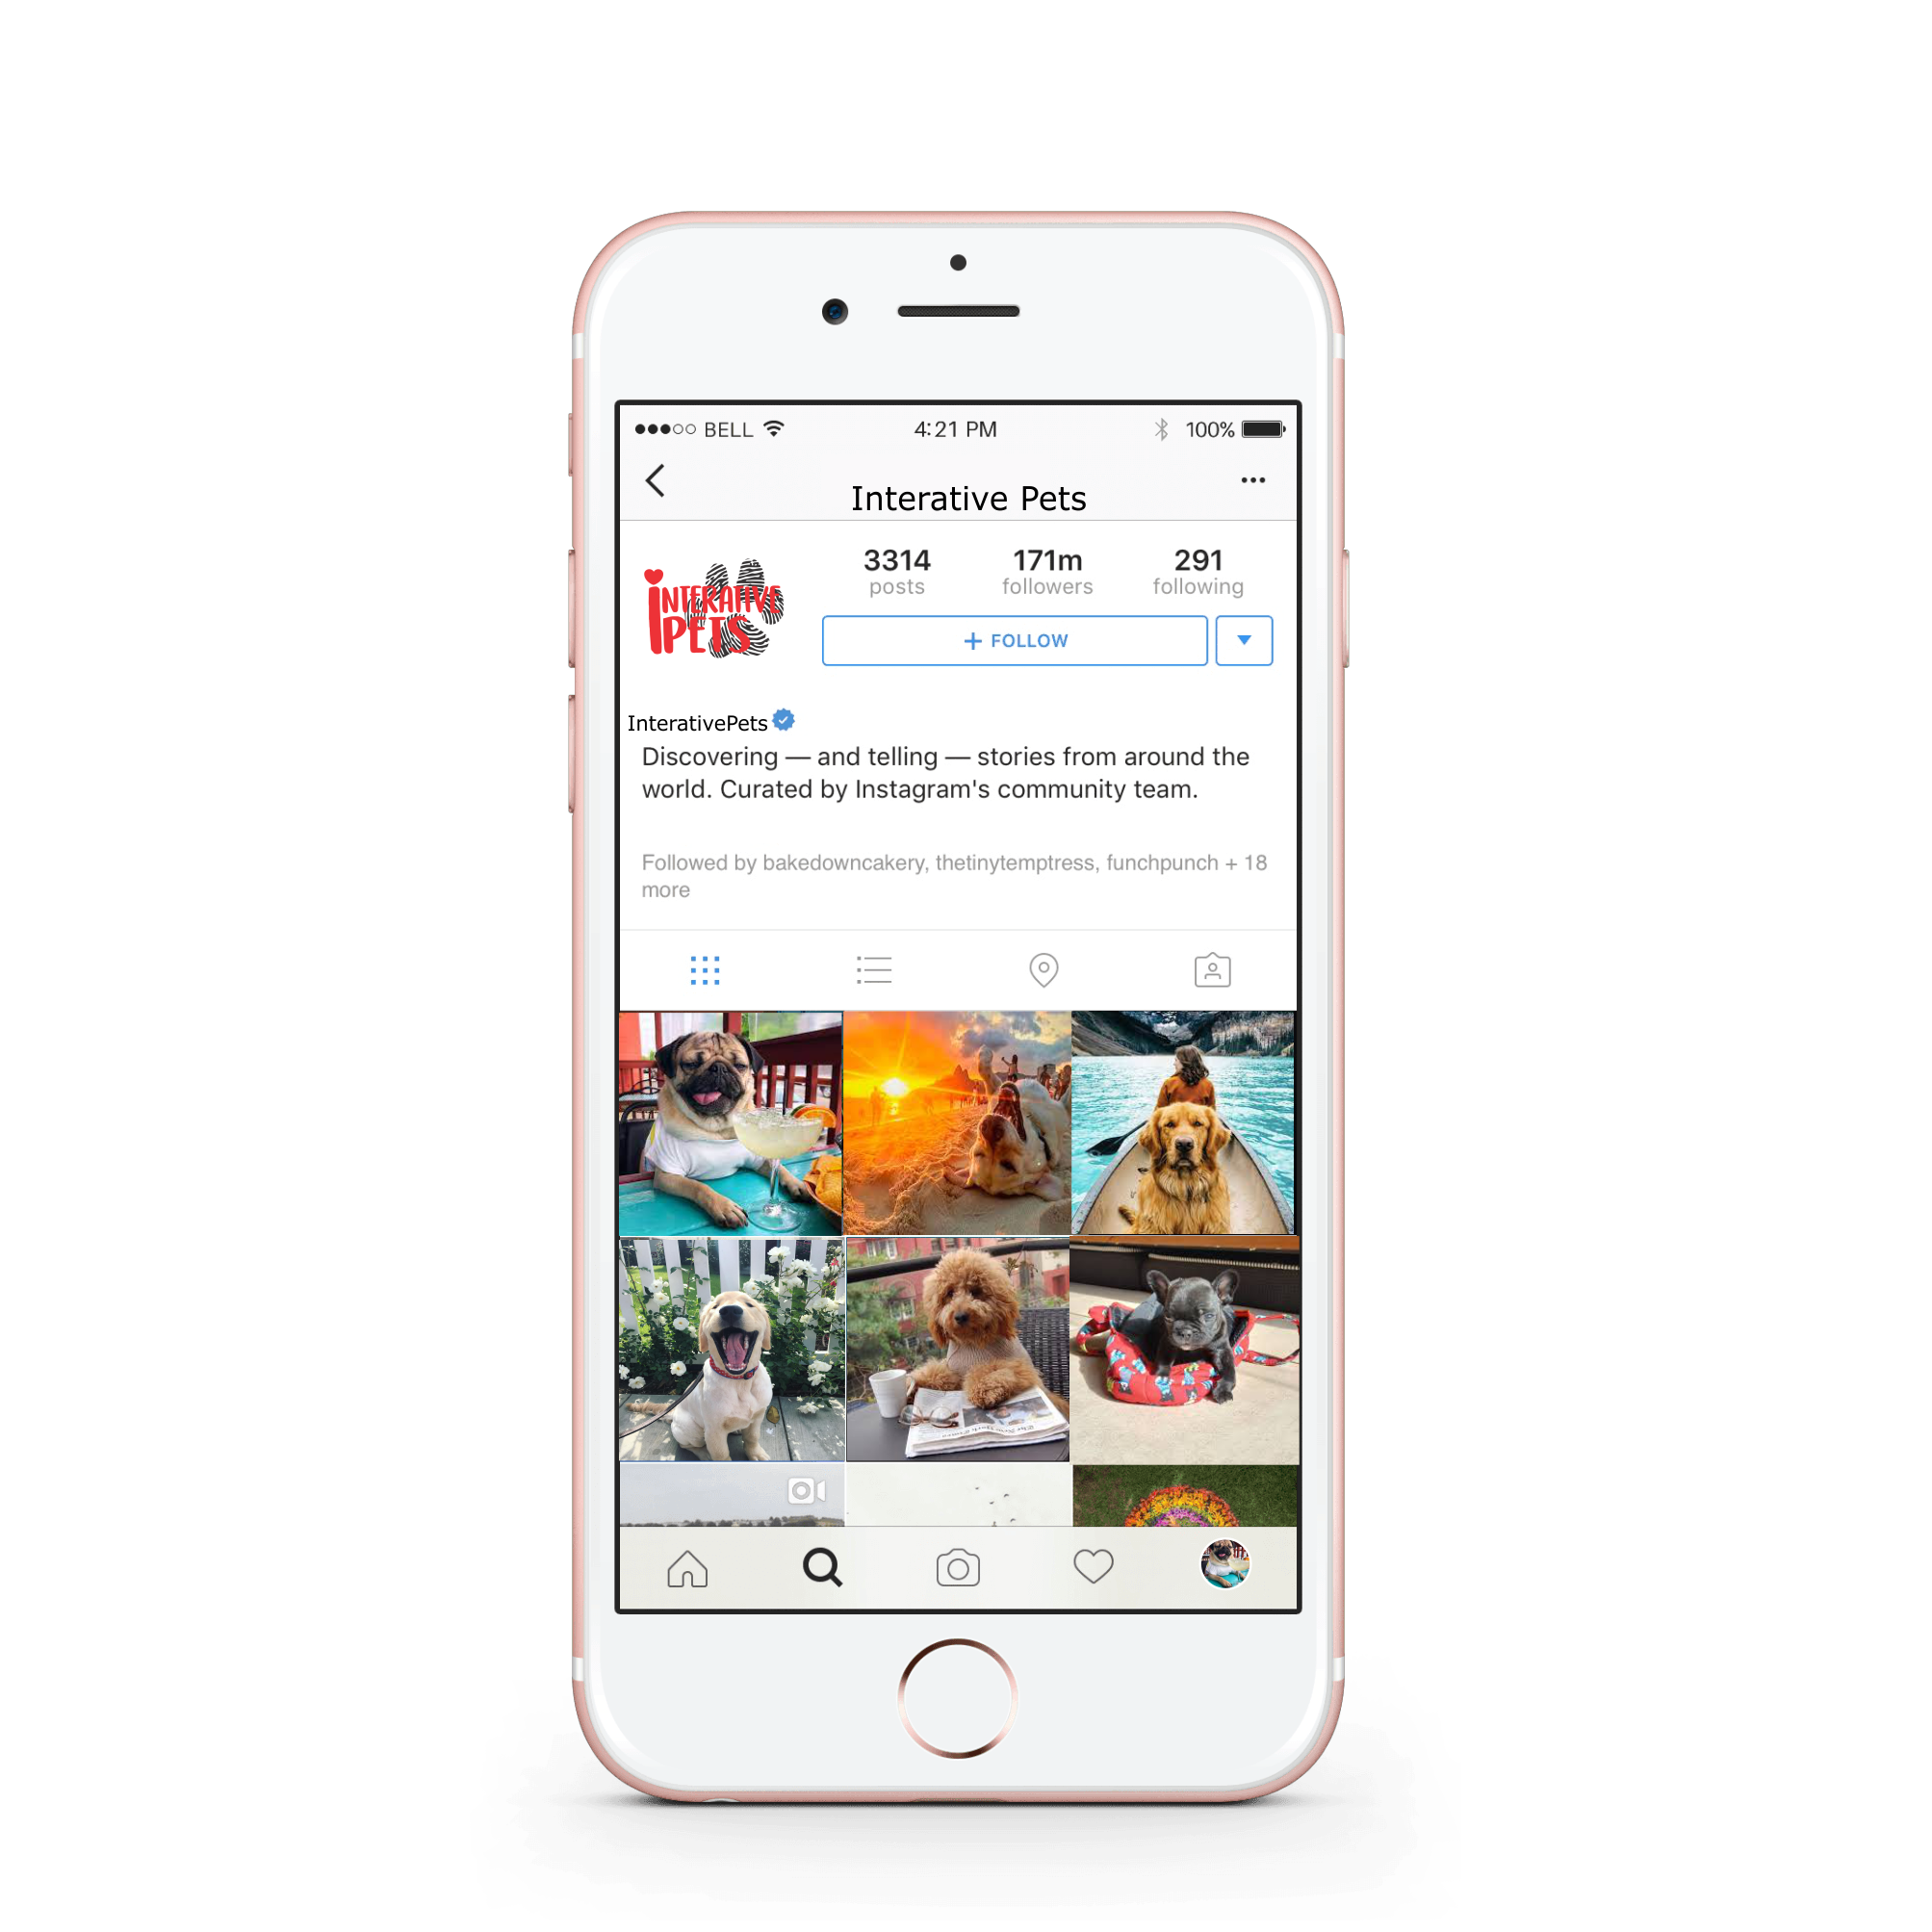 BELL
4:21 PM
100%
Interative Pets
INTERATIVE
PETS
3314
posts
171m
followers
291
following
+ FOLLOW
InterativePets
Discovering — and telling — stories from around the
world. Curated by Instagram's community team.
Followed by bakedowncakery, thetinytemptress, funchpunch + 18
more